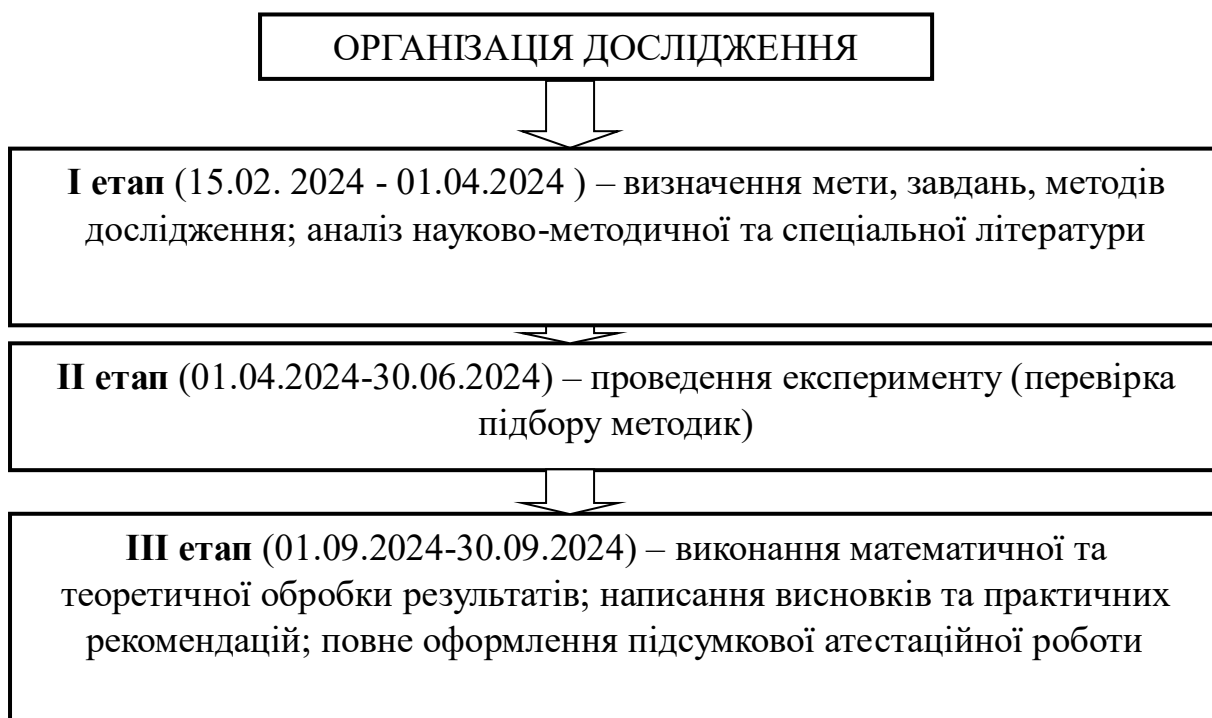 ОРГАНІЗАЦІЯ ДОСЛІДЖЕННЯ
I етап (15.02. 2024 - 01.04.2024 ) – визначення мети, завдань, методів
дослідження; аналіз науково-методичної та спеціальної літератури
II етап (01.04.2024-30.06.2024) – проведення експерименту (перевірка
підбору методик)
III етап (01.09.2024-30.09.2024) – виконання математичної та
теоретичної обробки результатів; написання висновків та практичних
рекомендацій; повне оформлення підсумкової атестаційної роботи